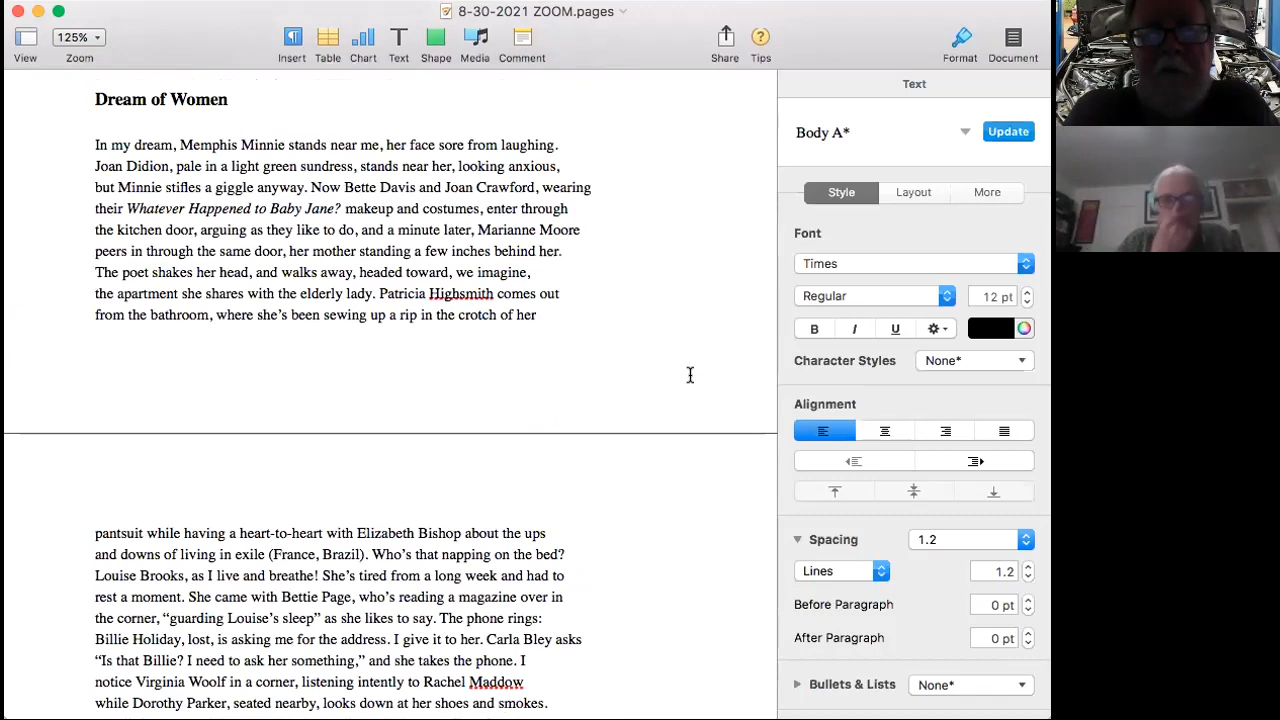 8-30-2021 ZOOM.pages
125%
View
Zoom
Insert
Table
Chart
Text
Shape
Media
Comment
Share
Tips
Format
Document
Dream of Women
In my dream, Memphis Minnie stands near me, her face sore from laughing.
Joan Didion, pale in a light green sundress, stands near her, looking anxious,
but Minnie stifles a giggle anyway. Now Bette Davis and Joan Crawford, wearing
their Whatever Happened to Baby Jane? makeup and costumes, enter through
the kitchen door, arguing as they like to do, and a minute later, Marianne Moore
peers in through the same door, her mother standing a few inches behind her.
The poet shakes her head, and walks away, headed toward, we imagine,
the apartment she shares with the elderly lady. Patricia Highsmith comes out
from the bathroom, where she's been sewing up a rip in the crotch of her
pantsuit while having a heart-to-heart with Elizabeth Bishop about the ups
and downs of living in exile (France, Brazil). Who's that napping on the bed?
Louise Brooks, as I live and breathe! She's tired from a long week and had to
rest a moment. She came with Bettie Page, who's reading a magazine over in
the corner, “guarding Louise's sleep” as she likes to say. The phone rings:
Billie Holiday, lost, is asking me for the address. I give it to her. Carla Bley asks
“Is that Billie? I need to ask her something,” and she takes the phone. I
notice Virginia Woolf in a corner, listening intently to Rachel Maddow
while Dorothy Parker, seated nearby, looks down at her shoes and smokes.
Text
Body A*
Update
Style
Layout
More
Font
Times
Regular
12 pt
B I U
Character Styles
None*
Alignment
Spacing
1.2
Lines
1.2
Before Paragraph
0 pt
After Paragraph
0 pt
Bullets & Lists
None*